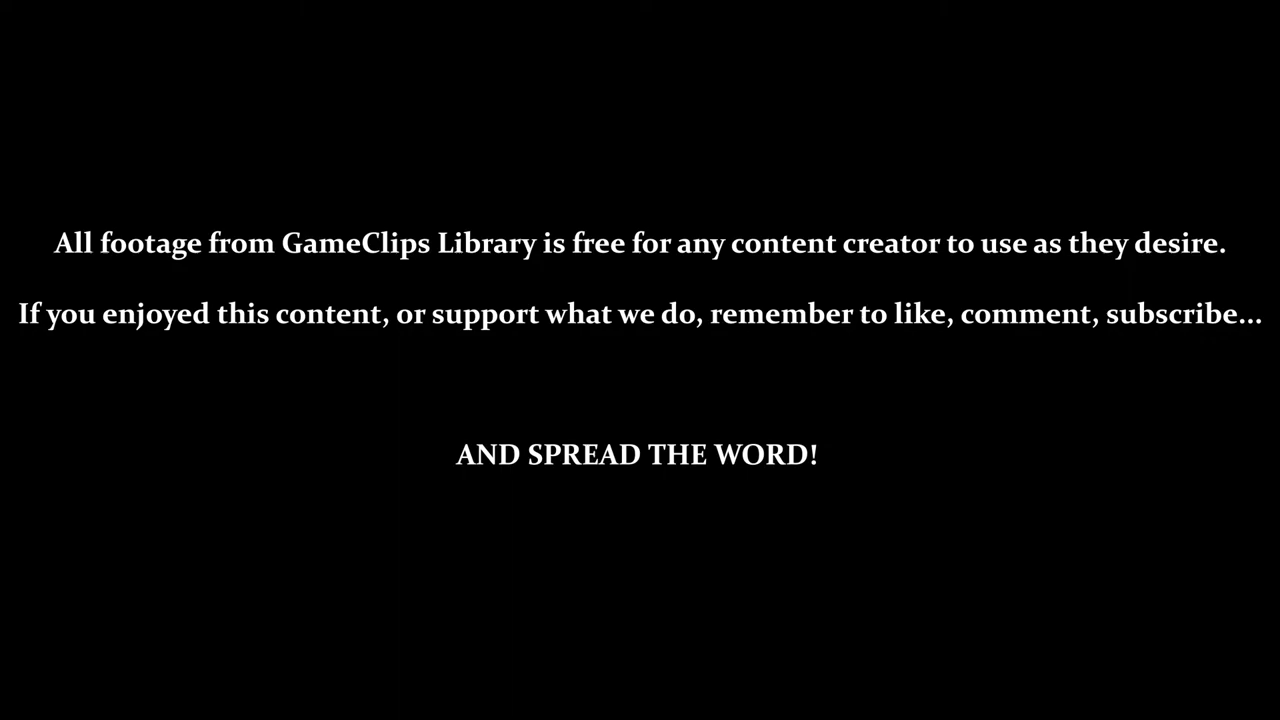 All footage from GameClips Library is free for any content creator to use as they desire.
If you enjoyed this content, or support what we do, remember to like, comment, subscribe...
AND SPREAD THE WORD!